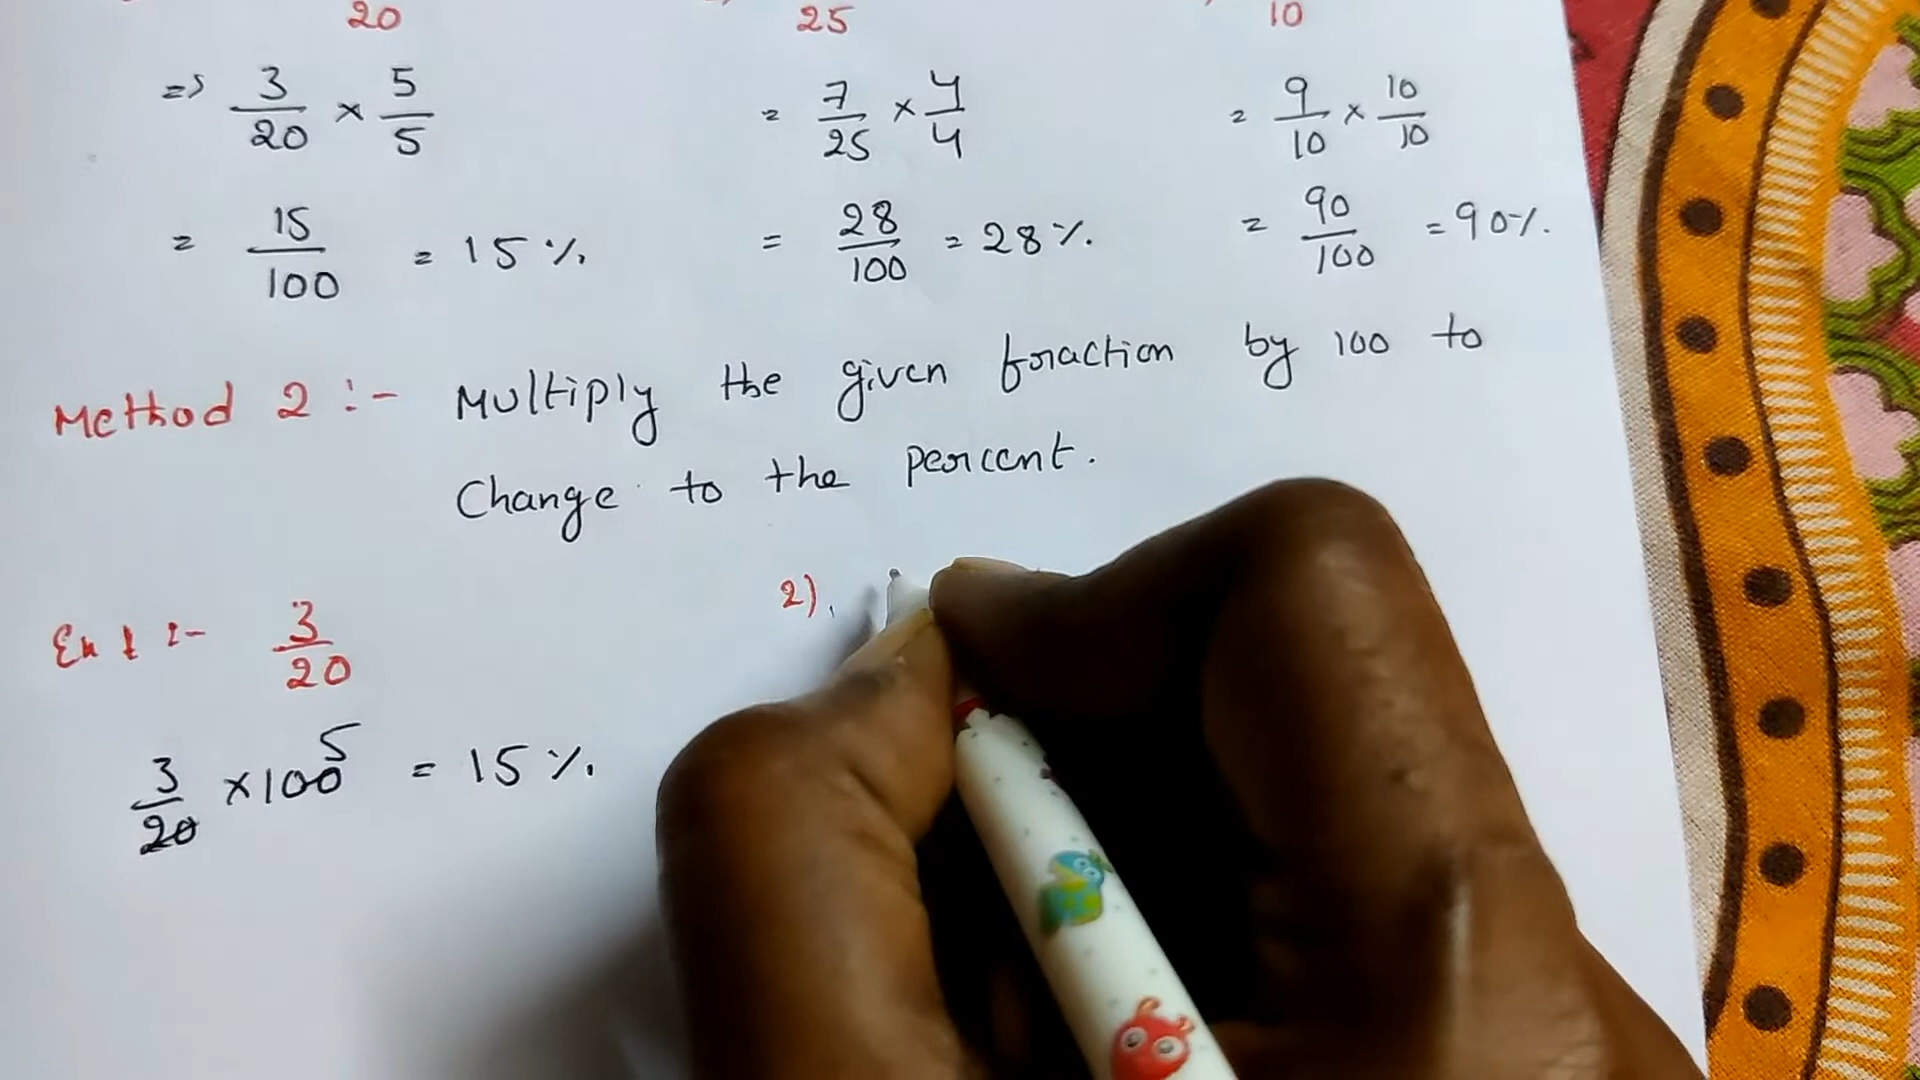 20 25 10
=> 3/20 × 5/5 = 7/25 × 4/4 = 9/10 × 10/10
= 15/100 = 15% = 28/100 = 28% = 90/100 = 90%.
Method 2 :- Multiply the given fraction by 100 to
Change to the percent.
Ex 1 :- 3/20 2).
3/20 × 100 5 = 15%.